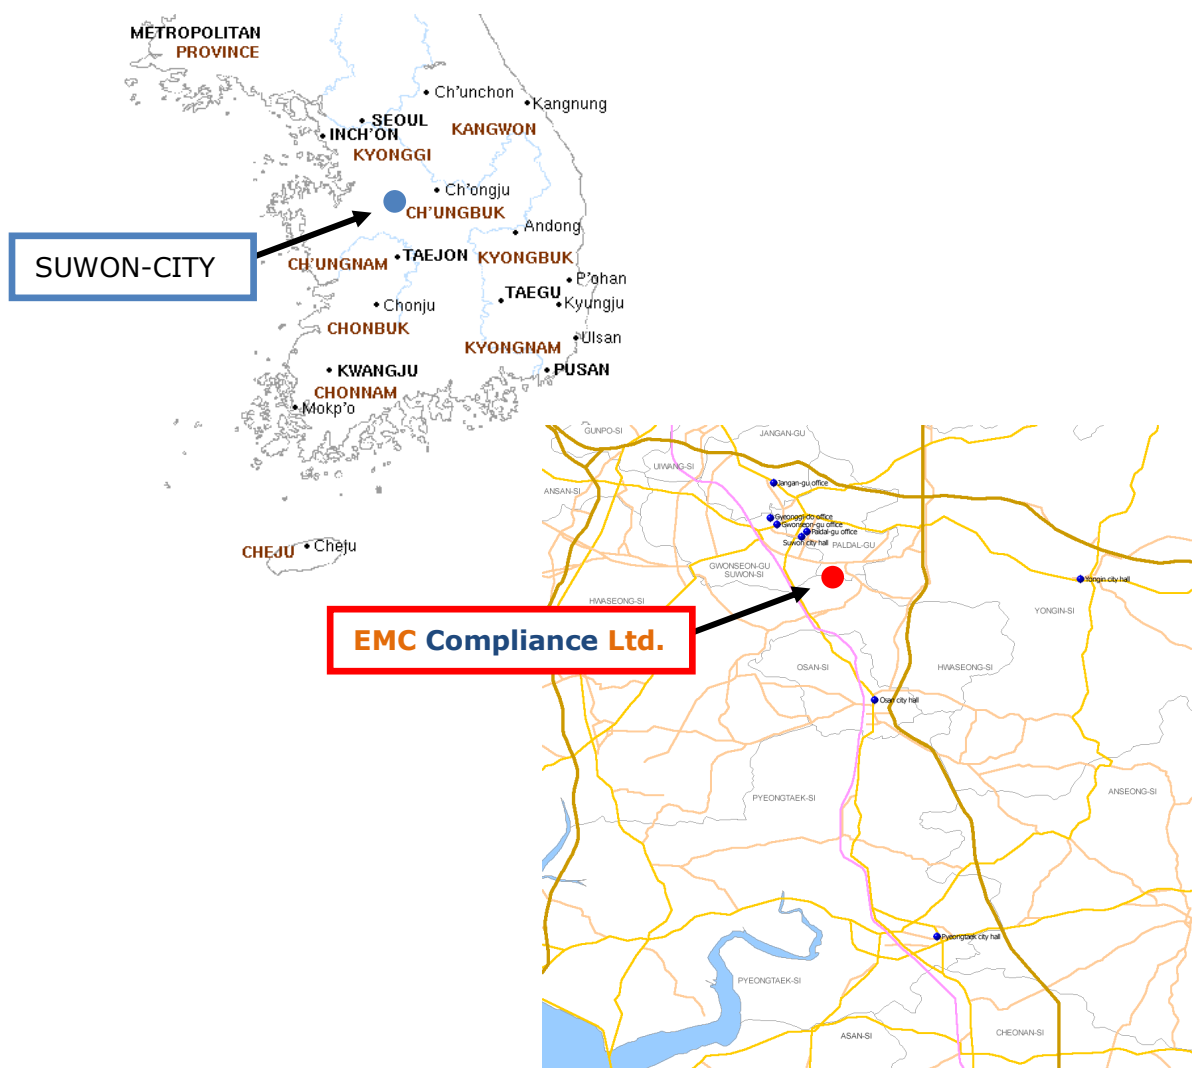 METROPOLITAN
PROVINCE
Ch'unchon
Kangnung
SEOUL
INCH'ON
KANGWON
KYONGGI
Ch'ongju
CH'UNGBUK
Andong
SUWON-CITY
TAEJON
KYONGBUK
CH'UNGNAM
P'ohan
TAEGU
Kyungju
Chonju
CHONBUK
Ulsan
KYONGNAM
KWANGJU
PUSAN
CHONNAM
Mokp'o
CHEJU
Cheju
GUNPO-SI
JANGAN-GU
UIWANG-SI
Jangan-gu office
ANSAN-SI
Gyeonggi-do office
Gwonseon-gu office
Paldal-gu office
Suwon city hall
PALDAL-GU
GWONSEON-GU
SUWON-SI
Yongin city hall
HWASEONG-SI
YONGIN-SI
EMC Compliance Ltd.
OSAN-SI
HWASEONG-SI
Osan city hall
PYEONGTAEK-SI
ANSEONG-SI
Pyeongtaek city hall
PYEONGTAEK-SI
ASAN-SI
CHEONAN-SI